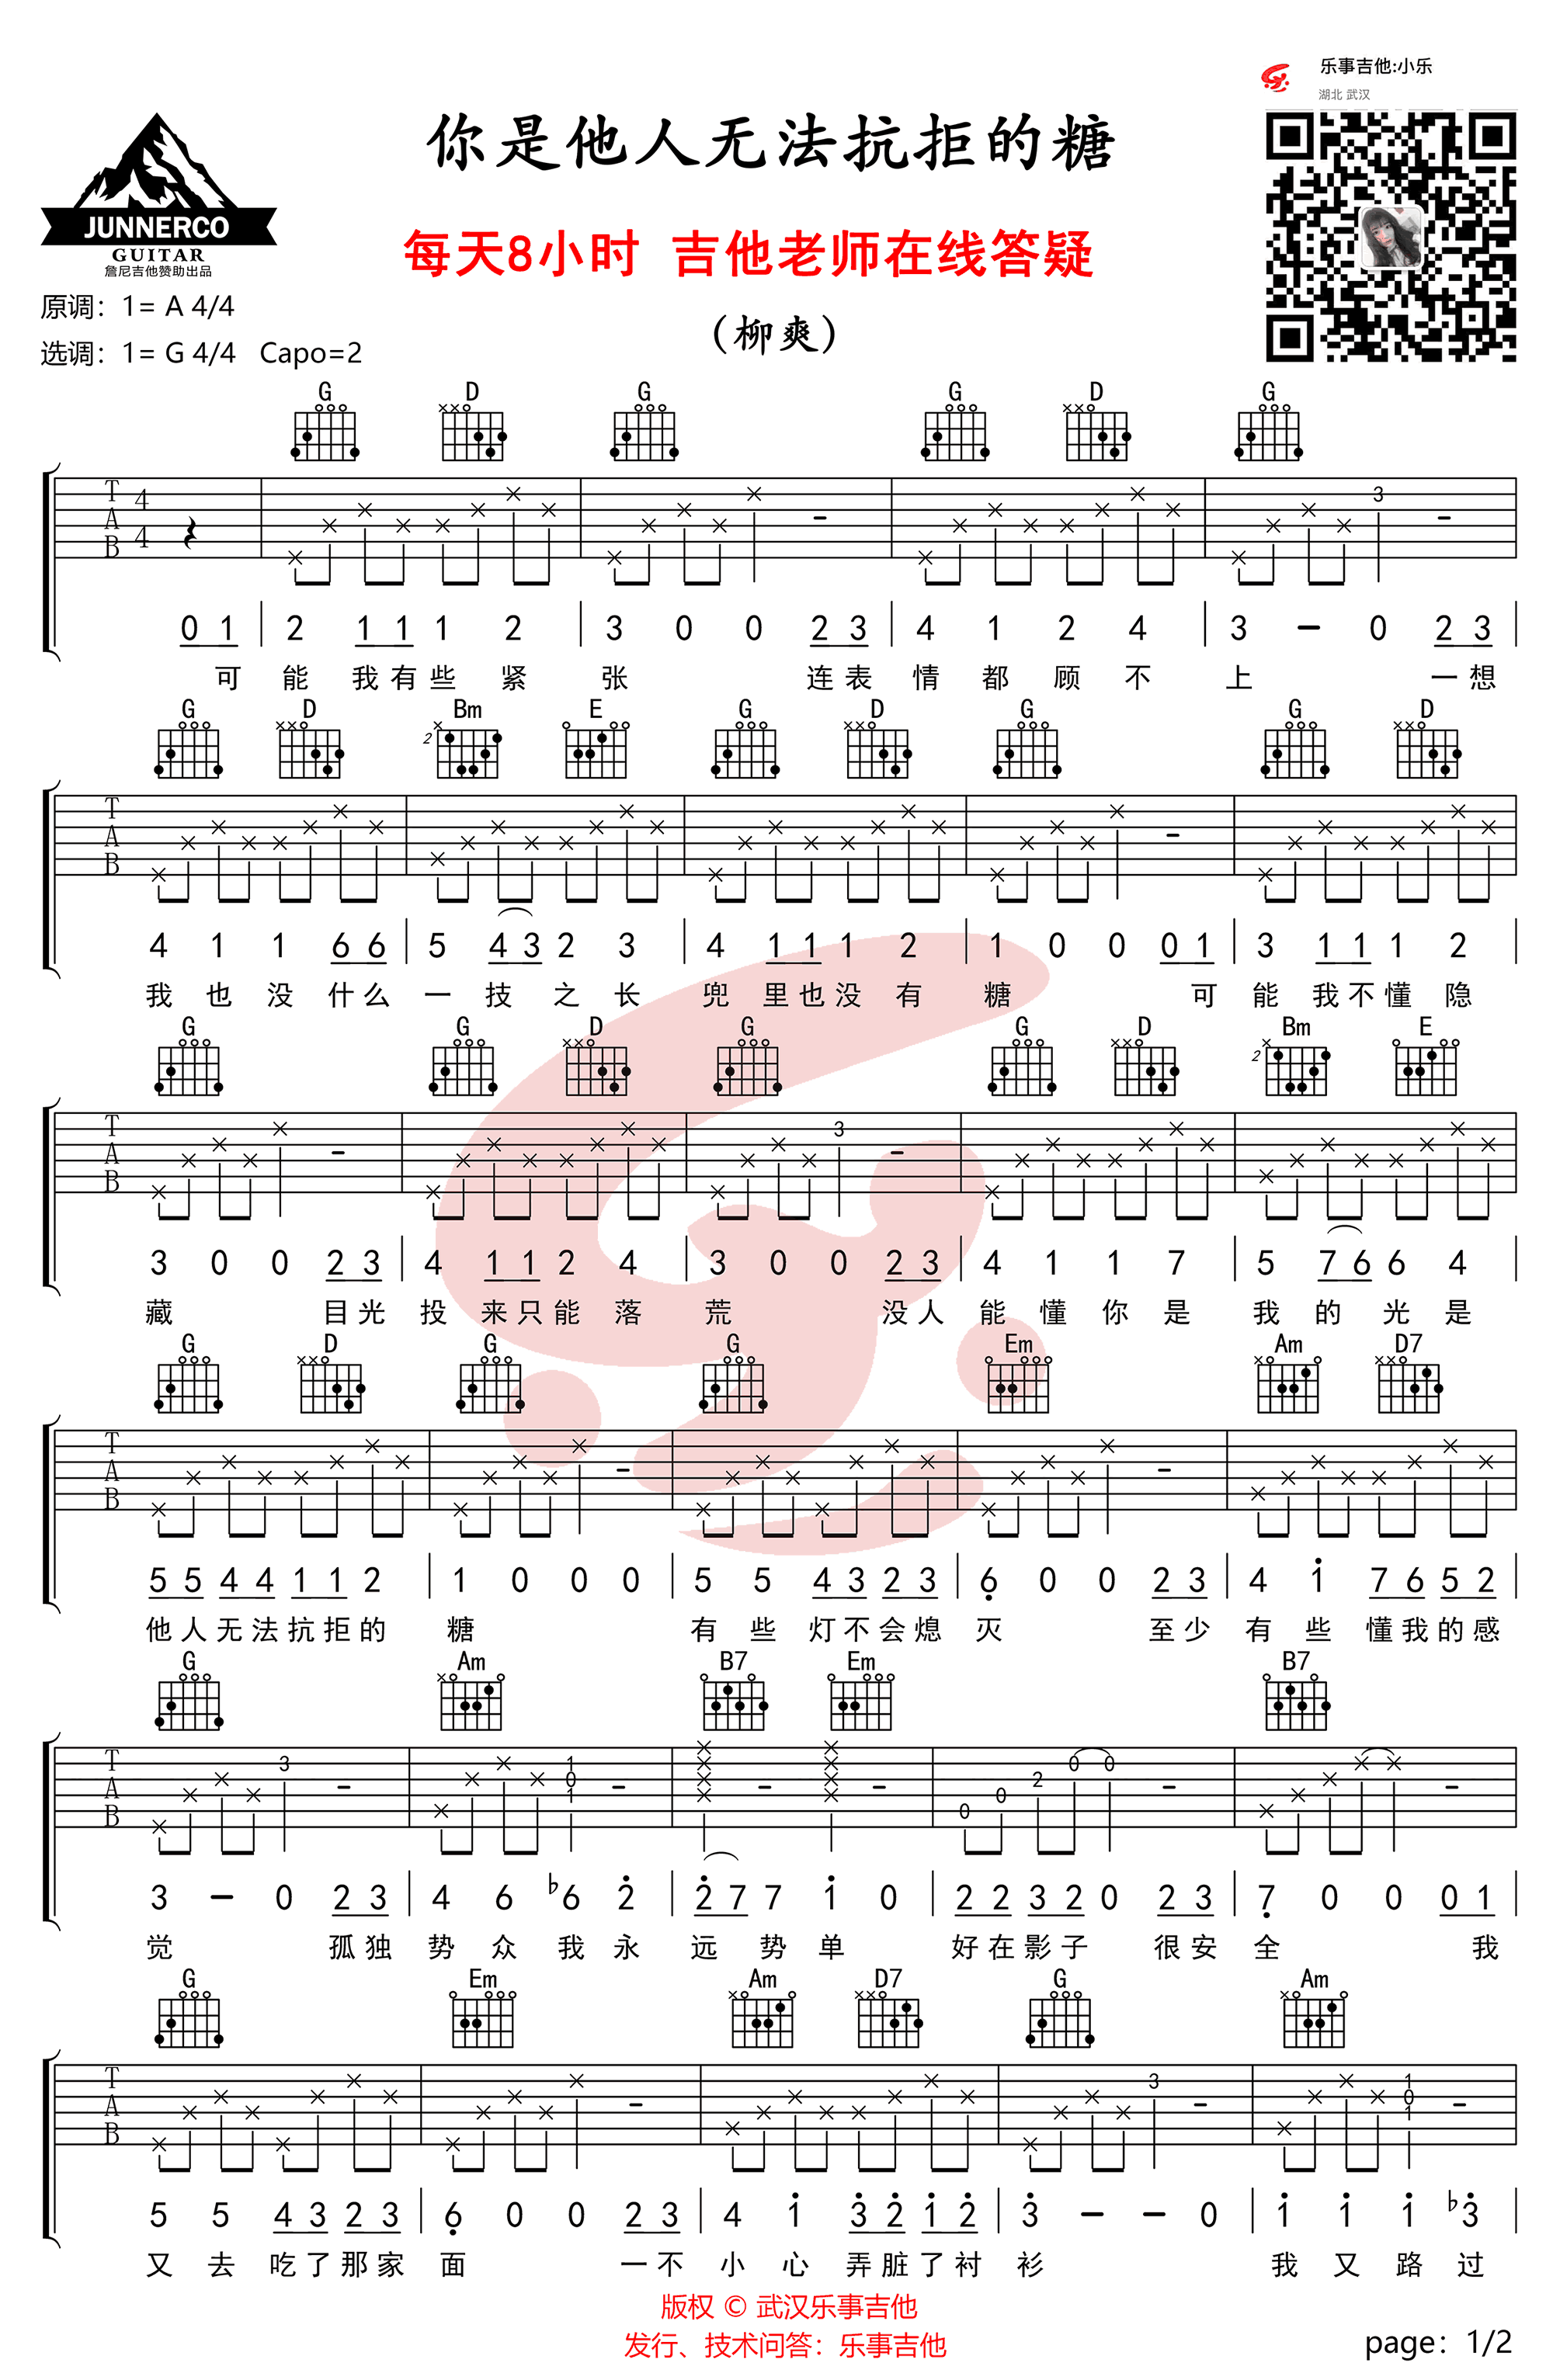 乐事吉他:小乐
湖北 武汉
你是他人无法抗拒的糖
JUNNERCO
GUITAR
詹尼吉他赞助出品
每天8小时 吉他老师在线答疑
(柳爽)
原调：1= A 4/4
选调：1= G 4/4 Capo=2
G D G G D G
T A B 4 4 3
0 1 | 2 1 1 1 2 | 3 0 0 2 3 | 4 1 2 4 | 3 – 0 2 3 |
可 能 我 有 些 紧 张 连 表 情 都 顾 不 上 一 想
G D Bm E G D G G D
2
T A B
4 1 1 6 6 | 5 4 3 2 3 | 4 1 1 1 2 | 1 0 0 0 1 | 3 1 1 1 2 |
我 也 没 什 么 一 技 之 长 兜 里 也 没 有 糖 可 能 我 不 懂 隐
G G D G G D Bm E
2
T A B 3
3 0 0 2 3 | 4 1 1 2 4 | 3 0 0 2 3 | 4 1 1 7 | 5 7 6 6 4 |
藏 目 光 投 来 只 能 落 荒 没 人 能 懂 你 是 我 的 光 是
G D G G Em Am D7
T A B
5 5 4 4 1 1 2 | 1 0 0 0 | 5 5 4 3 2 3 | 6̣ 0 0 2 3 | 4 1̇ 7 6 5 2 |
他 人 无 法 抗 拒 的 糖 有 些 灯 不 会 熄 灭 至 少 有 些 懂 我 的 感
G Am B7 Em B7
T A B 3 1 0 1 0 0 2 0 0
3 – 0 2 3 | 4 6 ♭6 2̇ | 2̇ 7 7 1̇ 0 | 2 2 3 2 0 2 3 | 7̣ 0 0 0 1 |
觉 孤 独 势 众 我 永 远 势 单 好 在 影 子 很 安 全 我
G Em Am D7 G Am
T A B 3 1 0 1
5 5 4 3 2 3 | 6̣ 0 0 2 3 | 4 1̇ 3̇ 2̇ 1̇ 2̇ | 3̇ – – 0 | 1̇ 1̇ 1̇ ♭3̇ |
又 去 吃 了 那 家 面 一 不 小 心 弄 脏 了 衬 衫 我 又 路 过
版权 © 武汉乐事吉他
发行、技术问答：乐事吉他
page：1/2